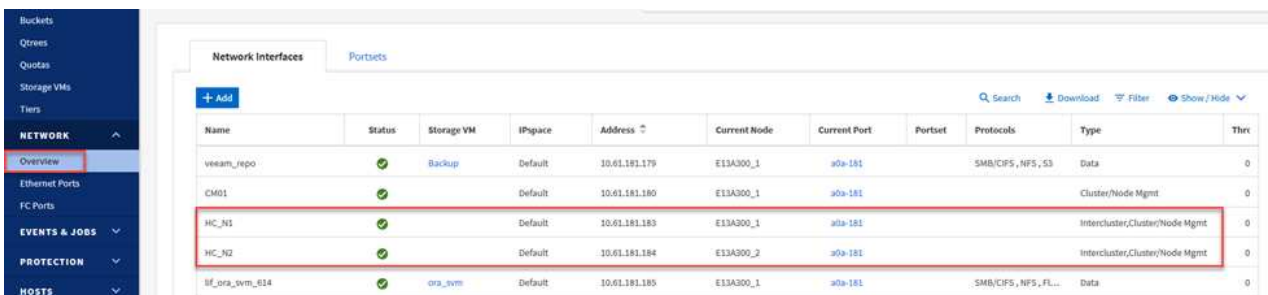 Buckets
Qtrees
Quotas
Storage VMs
Tiers
NETWORK
Overview
Ethernet Ports
FC Ports
EVENTS & JOBS
PROTECTION
HOSTS
Network Interfaces Portsets
+ Add Search Download Filter Show / Hide
Name Status Storage VM IPspace Address Current Node Current Port Portset Protocols Type Thrc
veeam_repo Backup Default 10.61.181.179 E13A300_1 a0a-181 SMB/CIFS , NFS , S3 Data 0
CM01 Default 10.61.181.180 E13A300_1 a0a-181 Cluster/Node Mgmt 0
HC_N1 Default 10.61.181.183 E13A300_1 a0a-181 Intercluster,Cluster/Node Mgmt 0
HC_N2 Default 10.61.181.184 E13A300_2 a0a-181 Intercluster,Cluster/Node Mgmt 0
lif_ora_svm_614 ora_svm Default 10.61.181.185 E13A300_1 a0a-181 SMB/CIFS , NFS , FL... Data 0